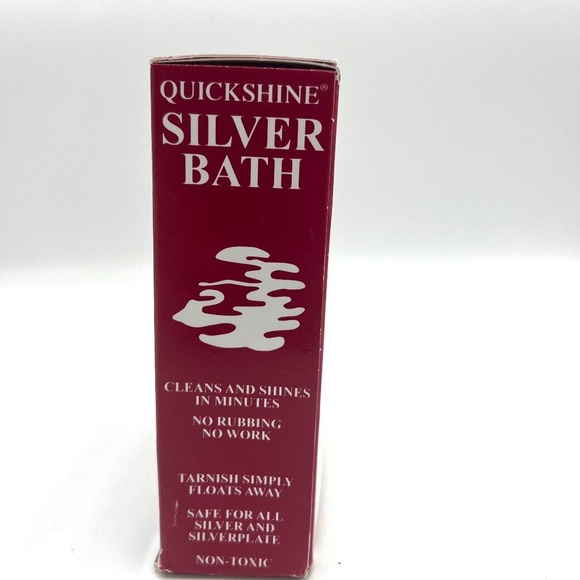 QUICKSHINE®
SILVER
BATH
CLEANS AND SHINES
IN MINUTES
NO RUBBING
NO WORK
TARNISH SIMPLY
FLOATS AWAY
SAFE FOR ALL
SILVER AND
SILVERPLATE
NON-TOXIC